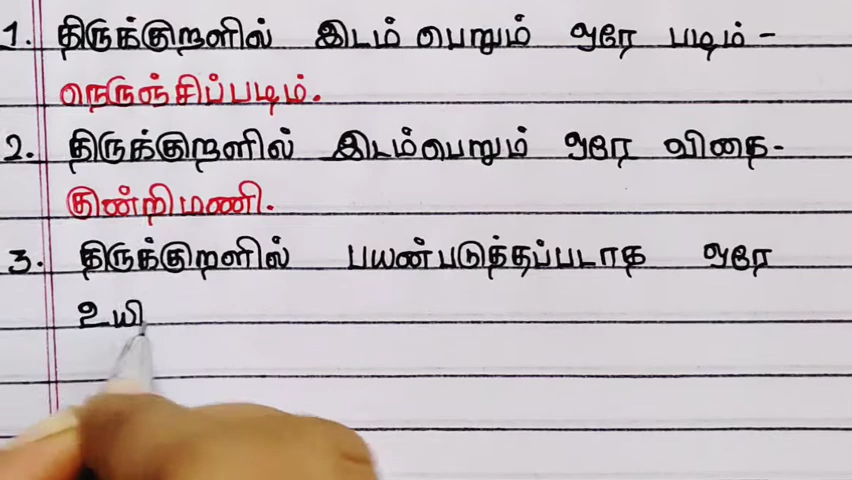 1. திருக்குறளில் இடம் பெறும் ஒரே படிம் -
நெருஞ்சிப்படிம்.
2. திருக்குறளில் இடம்பெறும் ஒரே விதை-
குன்றிமணி.
3. திருக்குறளில் பயன்படுத்தப்படாத ஒரே
உயி